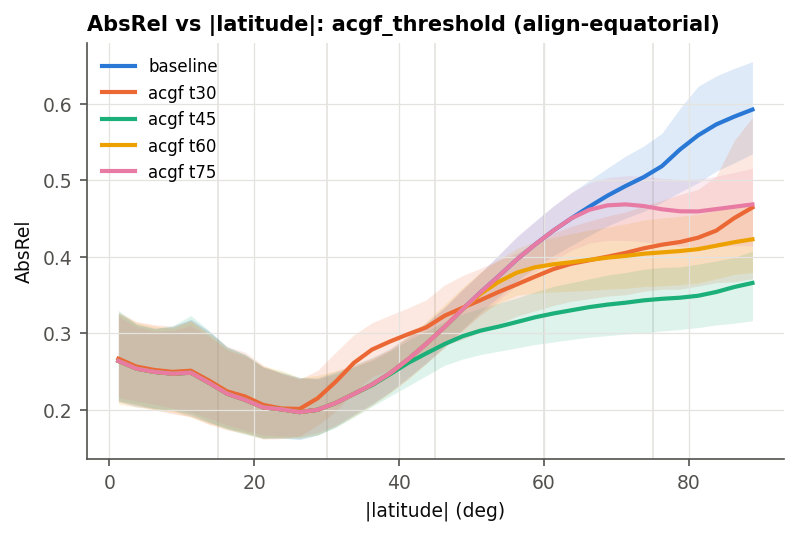 AbsRel vs |latitude|: acgf_threshold (align-equatorial)
baseline
acgf t30
acgf t45
acgf t60
acgf t75
AbsRel
0.6
0.5
0.4
0.3
0.2
0 20 40 60 80
|latitude| (deg)